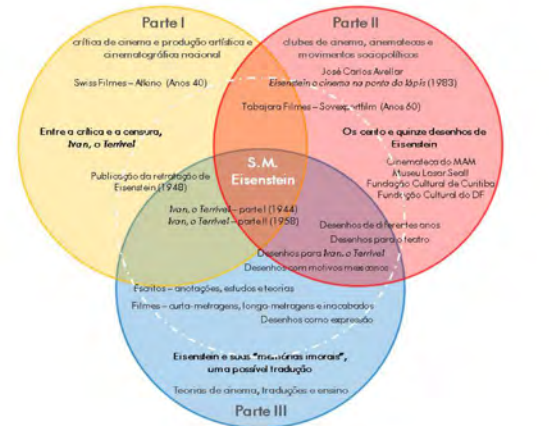 Parte I
crítica de cinema e produção artística e
cinematográfica nacional
Swiss Filmes – Atkino (Anos 40)
Entre a crítica e a censura,
Ivan, o Terrível
Publicação da retratação de
Eisenstein (1948)
Parte II
clubes de cinema, cinematecas e
movimentos sociopolíticos
José Carlos Avellar
Eisenstein o cinema na ponta do lápis (1983)
Tabajara Filmes – Sovexportfilm (Anos 60)
Os cento e quinze desenhos de
Eisenstein
Cinemateca do MAM
Museu Lasar Seall
Fundação Cultural de Curitiba
Fundação Cultural do DF
S.M.
Eisenstein
Ivan, o Terrível – parte I (1944)
Ivan, o Terrível – parte II (1958)
Desenhos de diferentes anos
Desenhos para o teatro
Desenhos para Ivan, o Terrível
Desenhos com motivos mexicanos
Escritos – anotações, estudos e teorias
Filmes – curta-metragens, longa-metragens e inacabados
Desenhos como expressão
Eisenstein e suas "memórias imorais",
uma possível tradução
Teorias de cinema, traduções e ensino
Parte III